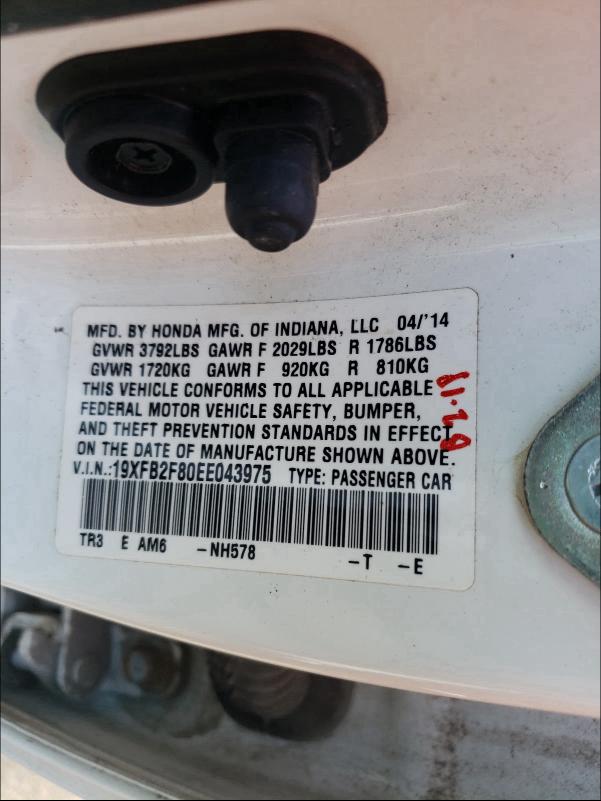 MFD. BY HONDA MFG. OF INDIANA, LLC 04/'14
GVWR 3792LBS GAWR F 2029LBS R 1786LBS
GVWR 1720KG GAWR F 920KG R 810KG
THIS VEHICLE CONFORMS TO ALL APPLICABLE
FEDERAL MOTOR VEHICLE SAFETY, BUMPER,
AND THEFT PREVENTION STANDARDS IN EFFECT
ON THE DATE OF MANUFACTURE SHOWN ABOVE.
V.I.N.:19XFB2F80EE043975 TYPE: PASSENGER CAR
TR3 E AM6 -NH578 -T -E